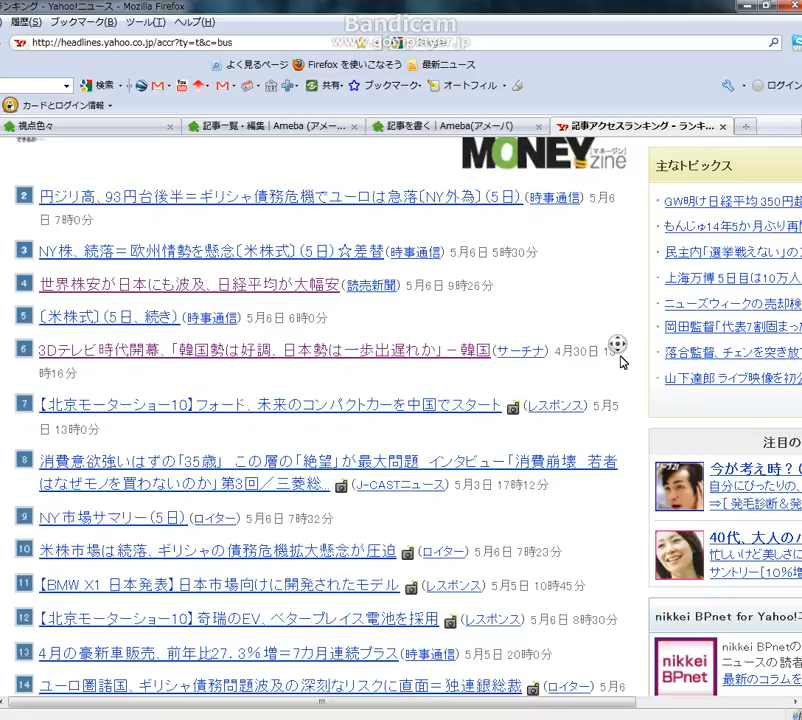 ランキング - Yahoo!ニュース - Mozilla Firefox
Bandicam
履歴(S) ブックマーク(B) ツール(T) ヘルプ(H)
http://headlines.yahoo.co.jp/accr?ty=t&c=bus
よく見るページ Firefox を使いこなそう 最新ニュース
検索 共有 ブックマーク オートフィル ログイン
カードとログイン情報
視点色々 記事一覧・編集 | Ameba (アメー... 記事を書く | Ameba(アメーバ) 記事アクセスランキング - ランキ...
MONEYzine [マネージン]
主なトピックス
2 円ジリ高、93円台後半＝ギリシャ債務危機でユーロは急落〔NY外為〕(5日)(時事通信) 5月6
日 7時0分
3 NY株、続落＝欧州情勢を懸念〔米株式〕(5日)☆差替(時事通信) 5月6日 5時30分
4 世界株安が日本にも波及、日経平均が大幅安(読売新聞) 5月6日 9時26分
5 〔米株式〕(5日、続き)(時事通信) 5月6日 6時0分
6 3Dテレビ時代開幕、「韓国勢は好調、日本勢は一歩出遅れか」－韓国(サーチナ) 4月30日
時16分
7 【北京モーターショー10】フォード、未来のコンパクトカーを中国でスタート (レスポンス) 5月5
日 13時0分
8 消費意欲強いはずの「35歳」 この層の「絶望」が最大問題 インタビュー「消費崩壊 若者
はなぜモノを買わないのか」第3回／三菱総... (J-CASTニュース) 5月3日 17時12分
9 NY市場サマリー(5日)(ロイター) 5月6日 7時32分
10 米株市場は続落、ギリシャの債務危機拡大懸念が圧迫 (ロイター) 5月6日 7時23分
11 【BMW X1 日本発表】日本市場向けに開発されたモデル (レスポンス) 5月5日 10時45分
12 【北京モーターショー10】奇瑞のEV、ベタープレイス電池を採用 (レスポンス) 5月6日 8時30分
13 4月の豪新車販売、前年比27.3％増＝7カ月連続プラス(時事通信) 5月5日 20時0分
14 ユーロ圏諸国、ギリシャ債務問題波及の深刻なリスクに直面＝独連銀総裁 (ロイター) 5月6
・GW明け日経平均 350円超
・もんじゅ14年5か月ぶり再開
・民主内「選挙戦えない」の
・上海万博 5日目は10万人
・ニューズウィークの売却検
・岡田監督「代表7割固まっ
・落合監督、チェンを突き放
・山下達郎 ライブ映像を初公
注目の
今が考え時？(
自分にぴったりの、
⇒[ 発毛診断＆発
40代、大人のハ
忙しいけど美しさに
サントリー[10%増
nikkei BPnet for Yahoo!ニ
nikkei BPnet
nikkei BPnetの
ニュースの読者
最新のコラムを